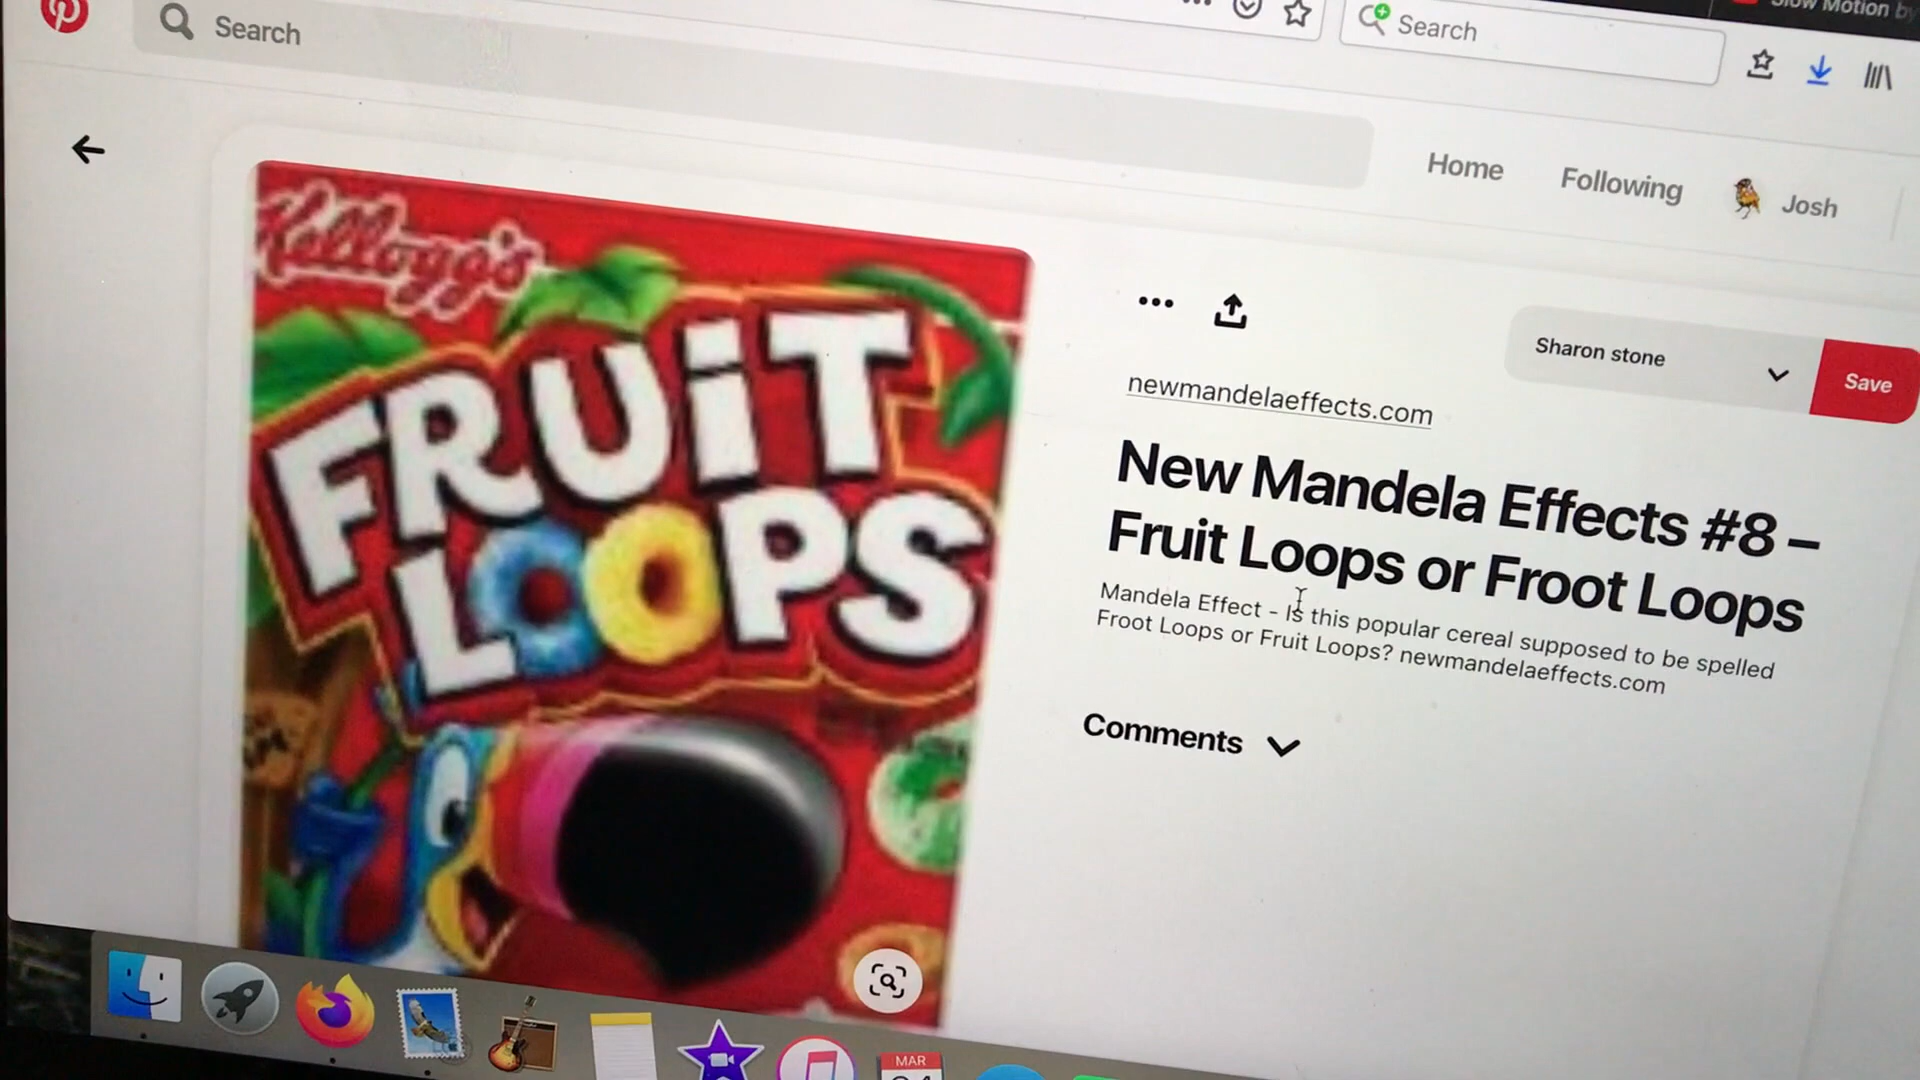 Slow Motion by
Search
Search
Home
Following
Josh
Kellogg's
FRUiT
LOOPS
Sharon stone
Save
newmandelaeffects.com
New Mandela Effects #8 –
Fruit Loops or Froot Loops
Mandela Effect - Is this popular cereal supposed to be spelled
Froot Loops or Fruit Loops? newmandelaeffects.com
Comments
MAR